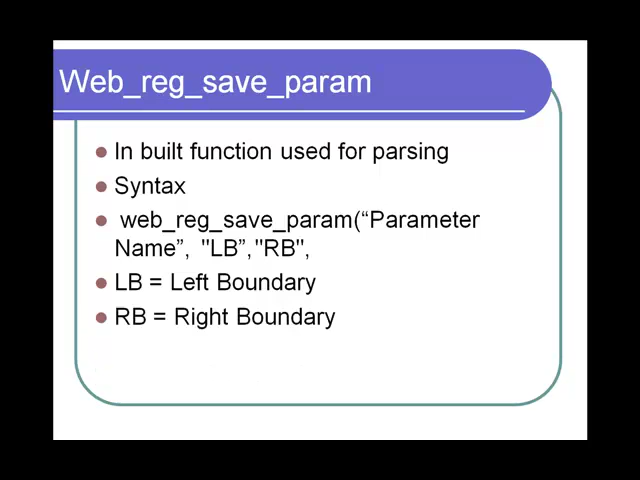 Web_reg_save_param
In built function used for parsing
Syntax
web_reg_save_param(“Parameter
Name”, "LB”,"RB",
LB = Left Boundary
RB = Right Boundary